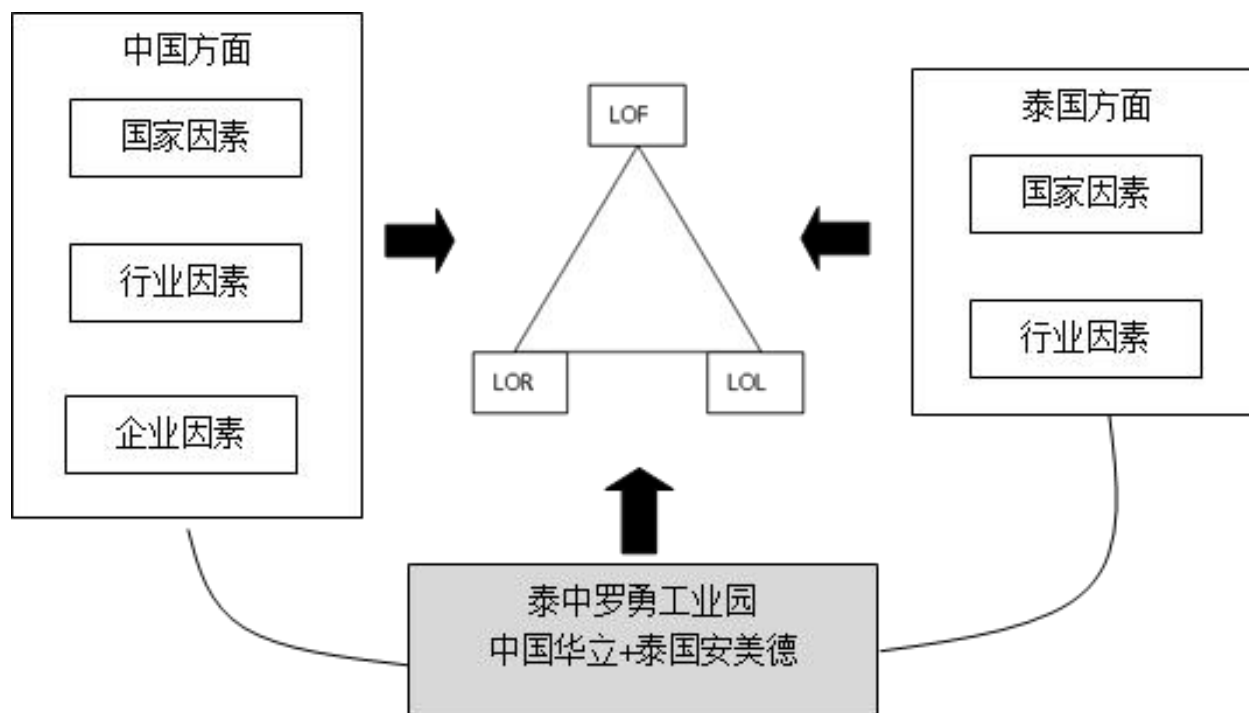 中国方面
国家因素
行业因素
企业因素
LOF
LOR
LOL
泰国方面
国家因素
行业因素
泰中罗勇工业园
中国华立+泰国安美德